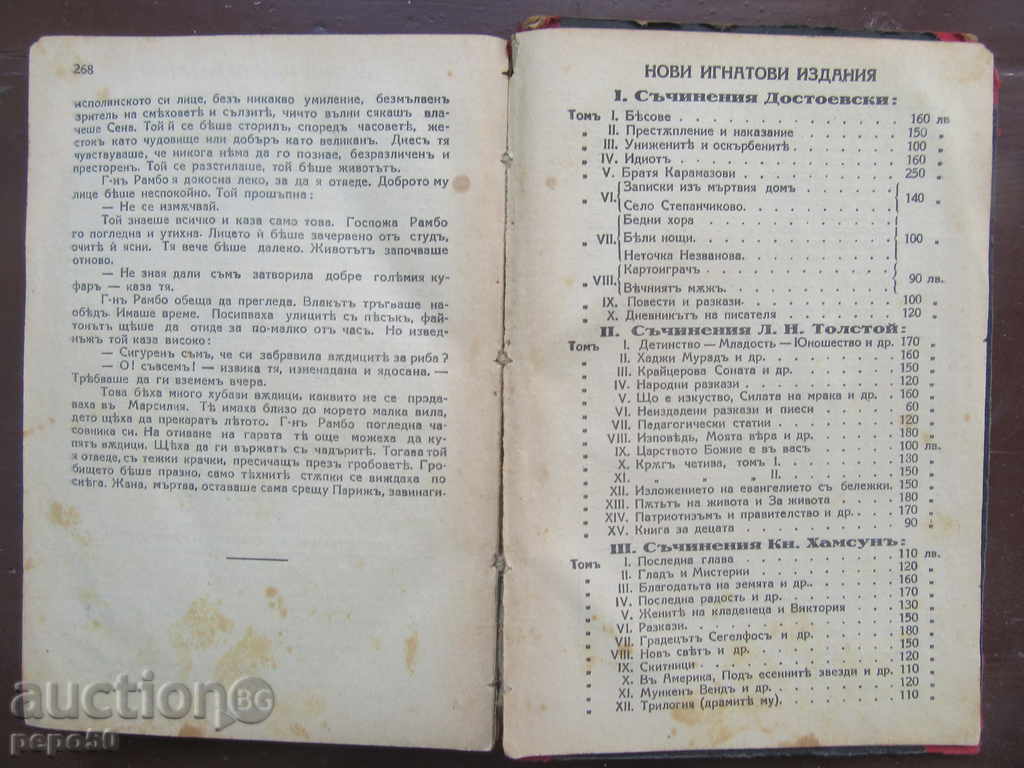 268
исполинското си лице, безъ никакво умиление, безмълвенъ
зрителъ на смѣховетѣ и сълзитѣ, чиито вълни сякашъ вла-
чеше Сена. Той ѝ се бѣше сторилъ, според часоветѣ, же-
стокъ като чудовище или добъръ като великанъ. Днесъ тя
чувствуваше, че никога нѣма да го познае, безразличенъ и
престоренъ. Той се разстилаше, той бѣше животътъ.
Г-нъ Рамбо я докосна леко, за да я отведе. Доброто му
лице бѣше неспокойно. Той прошъпна:
— Не се измѫчвай.
Той знаеше всичко и каза само това. Госпожа Рамбо
го погледна и утихна. Лицето ѝ бѣше зачервено отъ студъ,
очитѣ ѝ ясни. Тя вече бѣше далеко. Животътъ започваше
отново.
— Не зная дали съмъ затворила добре голѣмия ку-
фаръ — каза тя.
Г-нъ Рамбо обеща да прегледа. Влакътъ тръгваше на-
обѣдъ. Имаше време. Посипваха улицитѣ съ пѣсъкъ, фай-
тонътъ щѣше да отиде за по-малко отъ часъ. Но извед-
нъжъ той каза високо:
— Сигуренъ съмъ, че си забравила вѫдицитѣ за риба?
— О! съвсемъ! — извика тя, изненадана и ядосана. —
Трѣбваше да ги вземемъ вчера.
Това бѣха много хубави вѫдици, каквито не се прода-
ваха въ Марсилия. Тѣ имаха близо до морето малка вила,
дето щѣха да прекаратъ лѣтото. Г-нъ Рамбо погледна ча-
совника си. На отиване на гарата тѣ още можеха да ку-
пятъ вѫдици. Щѣха да ги вържатъ съ чадъритѣ. Тогава той
я отведе, съ тежки крачки, пресичащъ презъ гробоветѣ. Гро-
бището бѣше празно, само тѣхнитѣ стѫпки се виждаха по
снѣга. Жана, мъртва, оставаше сама срещу Парижъ, завинаги.
НОВИ ИГНАТОВИ ИЗДАНИЯ
I. Съчинения Достоевски:
Томъ I. Бѣсове . . . 160 лв
„ II. Престѫпление и наказание . . . 150 „
„ III. Униженитѣ и оскърбенитѣ . . . 100 „
„ IV. Идиотъ . . . 160 „
„ V. Братя Карамазови . . . 250 „
Записки изъ мъртвия домъ
„ VI. 140 „
Село Степанчиково
Бедни хора
„ VII. Бѣли нощи . . . 100 „
Неточка Незванова
Картоиграчъ
„ VIII. 90 лв.
Вѣчниятъ мѫжъ
„ IX. Повести и разкази . . . 100 „
„ X. Дневникътъ на писателя . . . 120 „
II. Съчинения Л. Н. Толстой:
Томъ I. Детинство — Младость — Юношество и др. 170 „
„ II. Хаджи Мурадъ и др. . . . 160 „
„ III. Крайцерова Соната и др. . . . 150 „
„ IV. Народни разкази . . . 120 „
„ V. Що е изкуство, Силата на мрака и др. . 160 „
„ VI. Неиздадени разкази и пиеси . . . 60 „
„ VII. Педагогически статии . . . 120 „
„ VIII. Изповѣдь, Моята вѣра и др. . . . 180 „
„ IX. Царството Божие е въ васъ . . . 100 лв.
„ X. Крѫгъ четива, томъ I. . . . 130 „
„ XI. „ „ „ II. . . . 150 „
„ XII. Изложението на евангелието съ бележки. 150 „
„ XIII. Пѫтьтъ на живота и За живота . . . 180 „
„ XIV. Патриотизмъ и правителство и др. . . . 170 „
„ XV. Книга за децата . . . 90 „
III. Съчинения Кн. Хамсунъ:
Томъ I. Последна глава . . . 110 лв.
„ II. Гладъ и Мистерии . . . 120 „
„ III. Благодатьта на земята и др.. . . . 160 „
„ IV. Последна радость и др. . . . 170 „
„ V. Женитѣ на кладенеца и Виктория . . . 130 „
„ VI. Разкази. . . . 150 „
„ VII. Градецътъ Сегелфосъ и др. . . . 180 „
„ VIII. Новъ свѣтъ и др. . . . 150 „
„ IX. Скитници . . . 120 „
„ X. Въ Америка, Подъ есеннитѣ звезди и др. 110 „
„ XI. Мункенъ Вендъ и др. . . . 120 „
„ XII. Трилогия (драмитѣ му). . . . 110 „
auction BG
pepo50